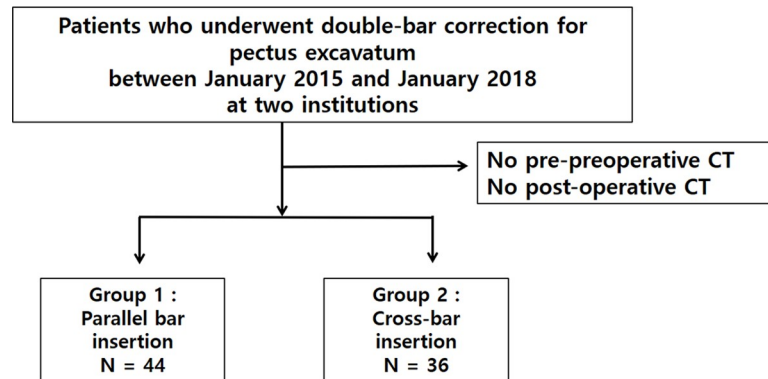 Patients who underwent double-bar correction for
pectus excavatum
between January 2015 and January 2018
at two institutions
No pre-preoperative CT
No post-operative CT
Group 1 :
Parallel bar
insertion
N = 44
Group 2 :
Cross-bar
insertion
N = 36